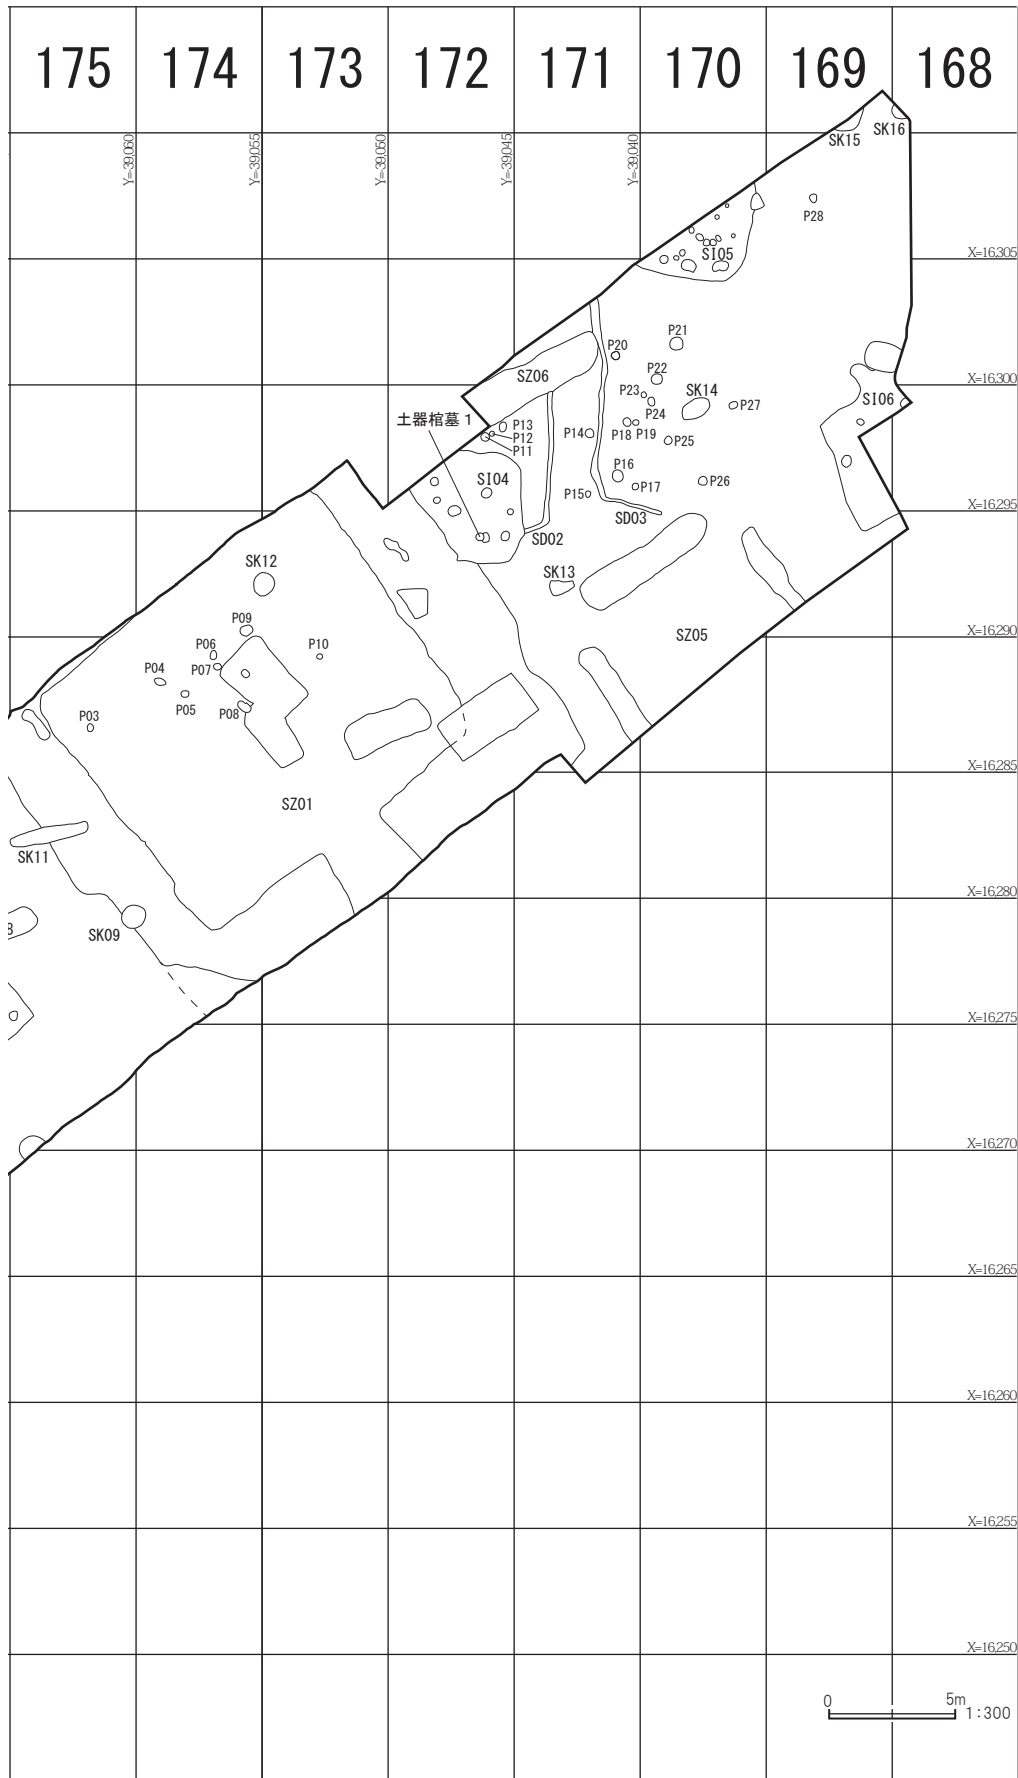 175 174 173 172 171 170 169 168
SK16
SK15
Y=-39,060 Y=-39,055 Y=-39,050 Y=-39,045 Y=-39,040
P28
SI05
X=16,305
P21
P20
P22
SZ06
X=16,300
P23
SK14
SI06
P27
P24
土器棺墓 1
P13
P14
P18 P19
P12
P25
P11
P16
SI04
P26
P17
P15
X=16,295
SD03
SD02
SK12
SK13
P09
X=16,290
SZ05
P06
P10
P04
P07
P05
P08
P03
X=16,285
SZ01
SK11
X=16,280
8
SK09
X=16,275
X=16,270
X=16,265
X=16,260
X=16,255
X=16,250
0 5m
1:300